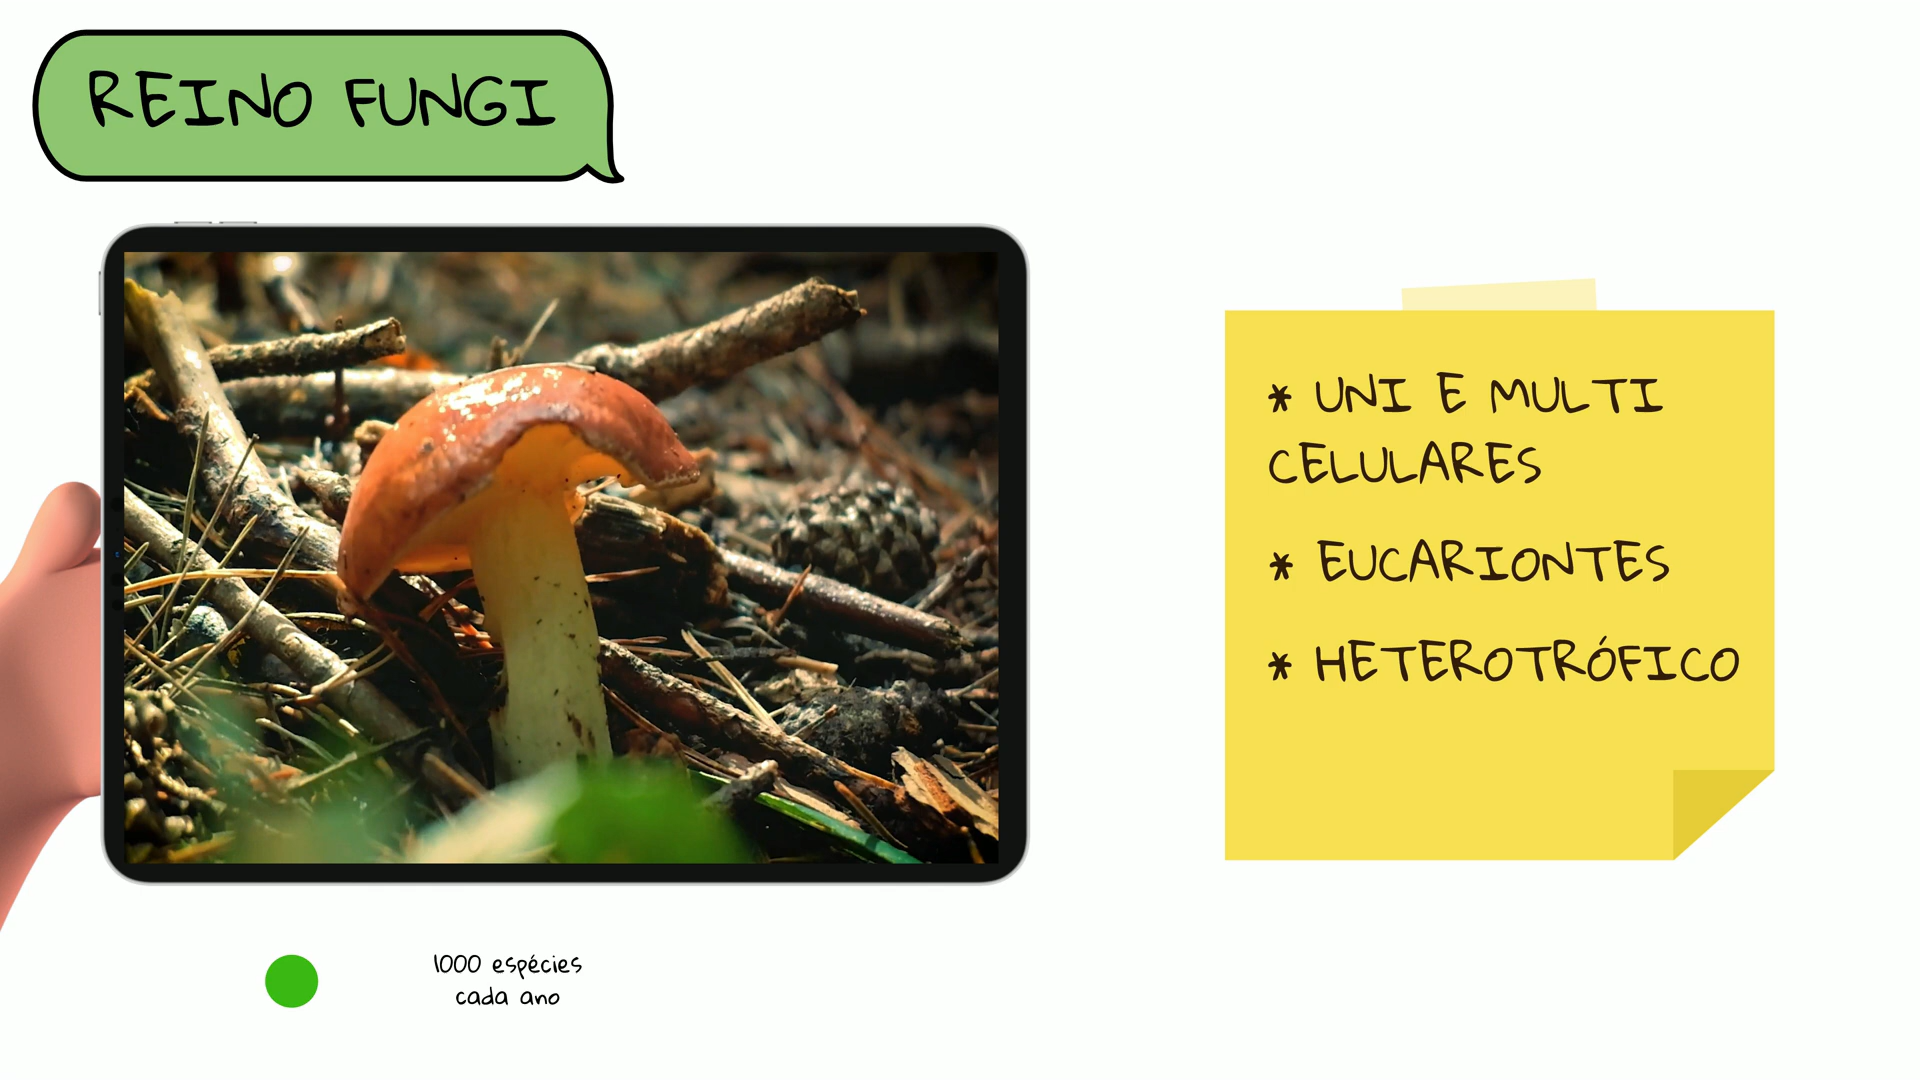 REINO FUNGI
* UNI E MULTI
CELULARES
* EUCARIONTES
* HETEROTRÓFICO
1000 espécies
cada ano